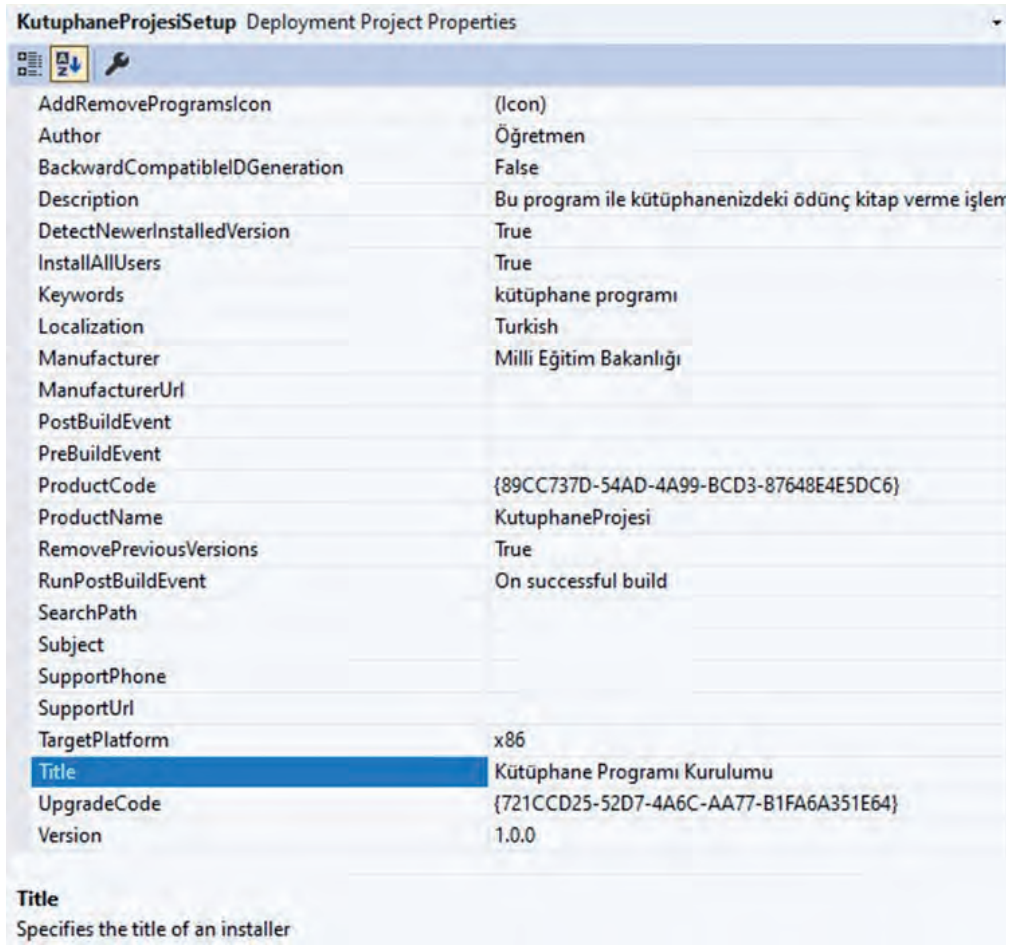 KutuphaneProjesiSetup Deployment Project Properties
AddRemoveProgramsIcon (Icon)
Author Öğretmen
BackwardCompatibleIDGeneration False
Description Bu program ile kütüphanenizdeki ödünç kitap verme işlem
DetectNewerInstalledVersion True
InstallAllUsers True
Keywords kütüphane programı
Localization Turkish
Manufacturer Milli Eğitim Bakanlığı
ManufacturerUrl
PostBuildEvent
PreBuildEvent
ProductCode {89CC737D-54AD-4A99-BCD3-87648E4E5DC6}
ProductName KutuphaneProjesi
RemovePreviousVersions True
RunPostBuildEvent On successful build
SearchPath
Subject
SupportPhone
SupportUrl
TargetPlatform x86
Title Kütüphane Programı Kurulumu
UpgradeCode {721CCD25-52D7-4A6C-AA77-B1FA6A351E64}
Version 1.0.0
Title
Specifies the title of an installer